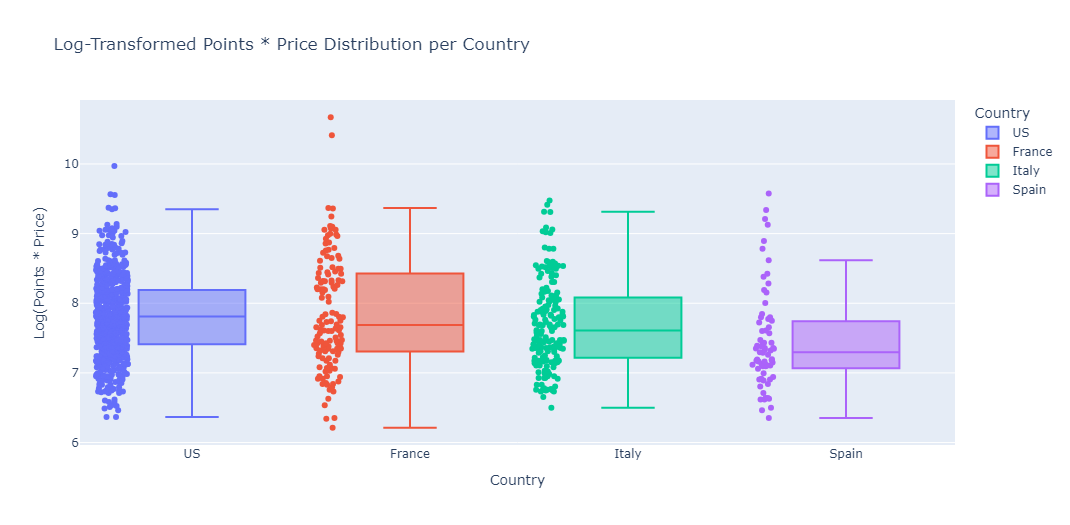 Log-Transformed Points * Price Distribution per Country
Log(Points * Price)
10
9
8
7
6
US
France
Italy
Spain
Country
Country
US
France
Italy
Spain